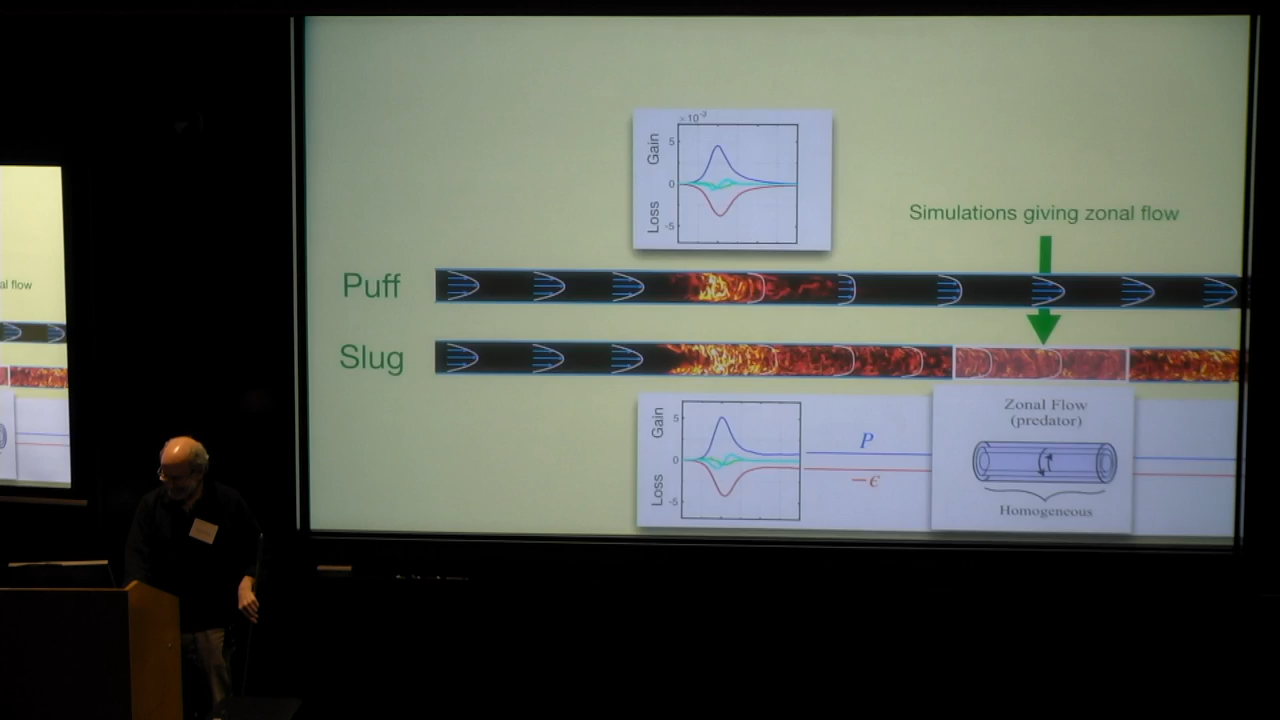 × 10⁻³
Gain
Loss
5
0
-5
Simulations giving zonal flow
Puff
Slug
Gain
Loss
5
0
-5
P
−ϵ
Zonal Flow
(predator)
Homogeneous
al flow